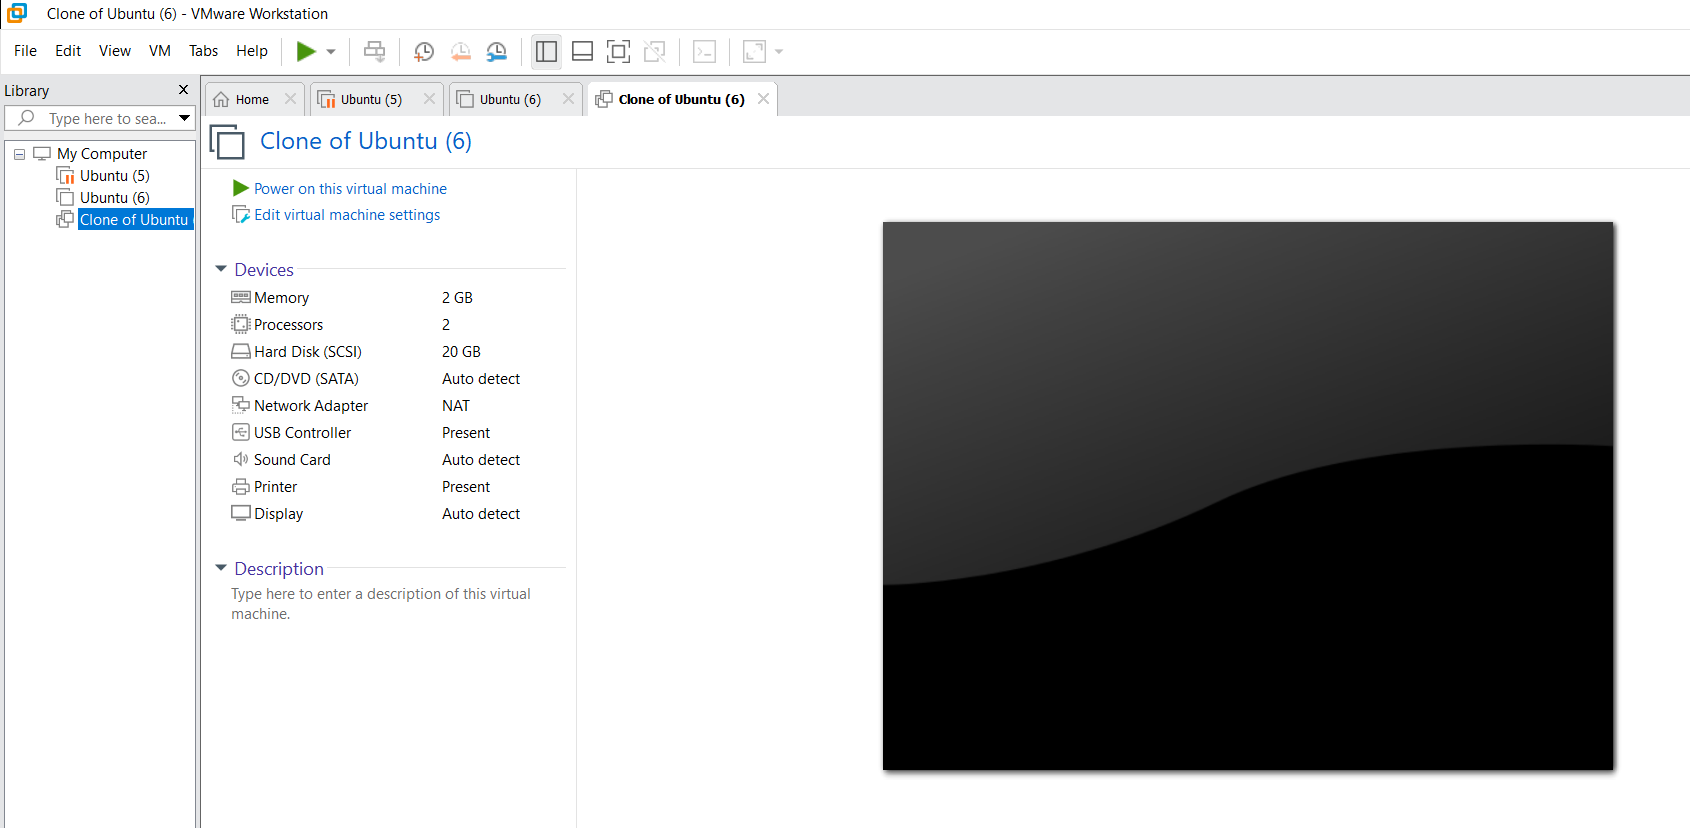 Clone of Ubuntu (6) - VMware Workstation
File Edit View VM Tabs Help
Library
Type here to sea...
My Computer
Ubuntu (5)
Ubuntu (6)
Clone of Ubuntu (
Home
Ubuntu (5)
Ubuntu (6)
Clone of Ubuntu (6)
Clone of Ubuntu (6)
Power on this virtual machine
Edit virtual machine settings
Devices
Memory 2 GB
Processors 2
Hard Disk (SCSI) 20 GB
CD/DVD (SATA) Auto detect
Network Adapter NAT
USB Controller Present
Sound Card Auto detect
Printer Present
Display Auto detect
Description
Type here to enter a description of this virtual
machine.